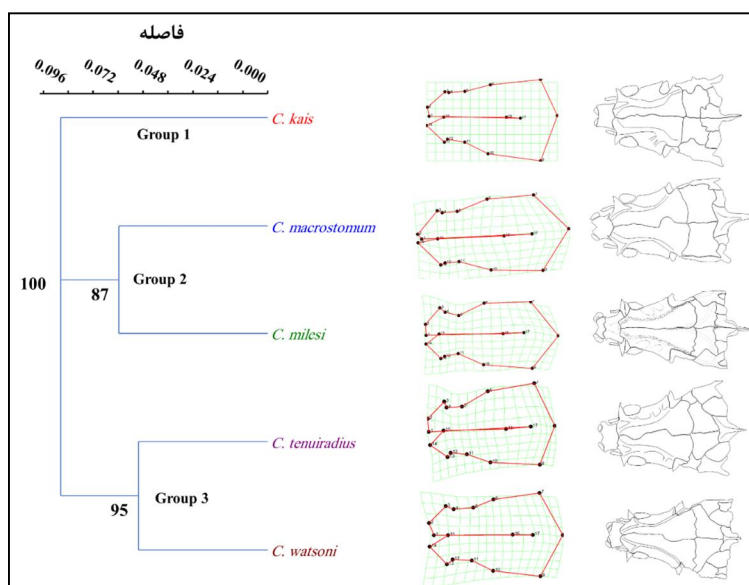 فاصله
0.096 0.072 0.048 0.024 0.000
C. kais
Group 1
C. macrostomum
100
87
Group 2
C. milesi
C. tenuiradius
95
Group 3
C. watsoni